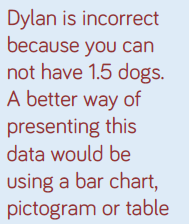 Dylan is incorrect
because you can
not have 1.5 dogs.
A better way of
presenting this
data would be
using a bar chart,
pictogram or table